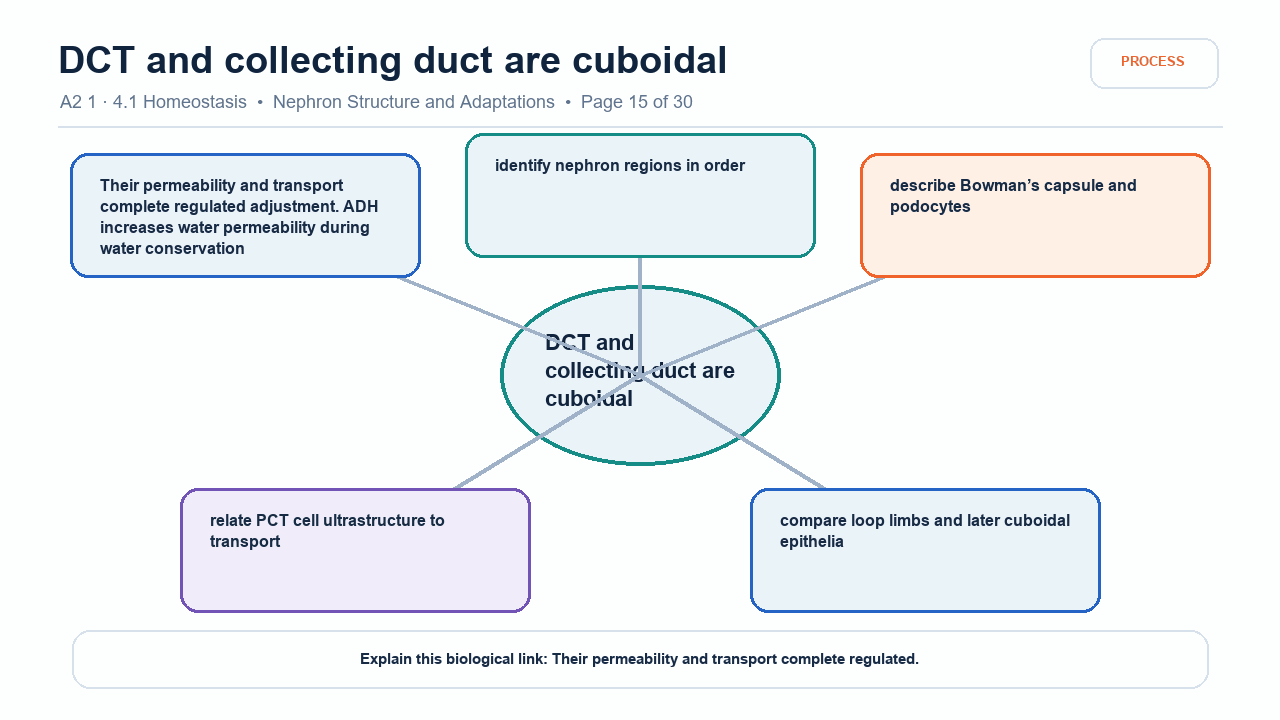 DCT and collecting duct are cuboidal
PROCESS
A2 1 · 4.1 Homeostasis • Nephron Structure and Adaptations • Page 15 of 30
Their permeability and transport
complete regulated adjustment. ADH
increases water permeability during
water conservation
identify nephron regions in order
describe Bowman’s capsule and
podocytes
DCT and
collecting duct are
cuboidal
relate PCT cell ultrastructure to
transport
compare loop limbs and later cuboidal
epithelia
Explain this biological link: Their permeability and transport complete regulated.